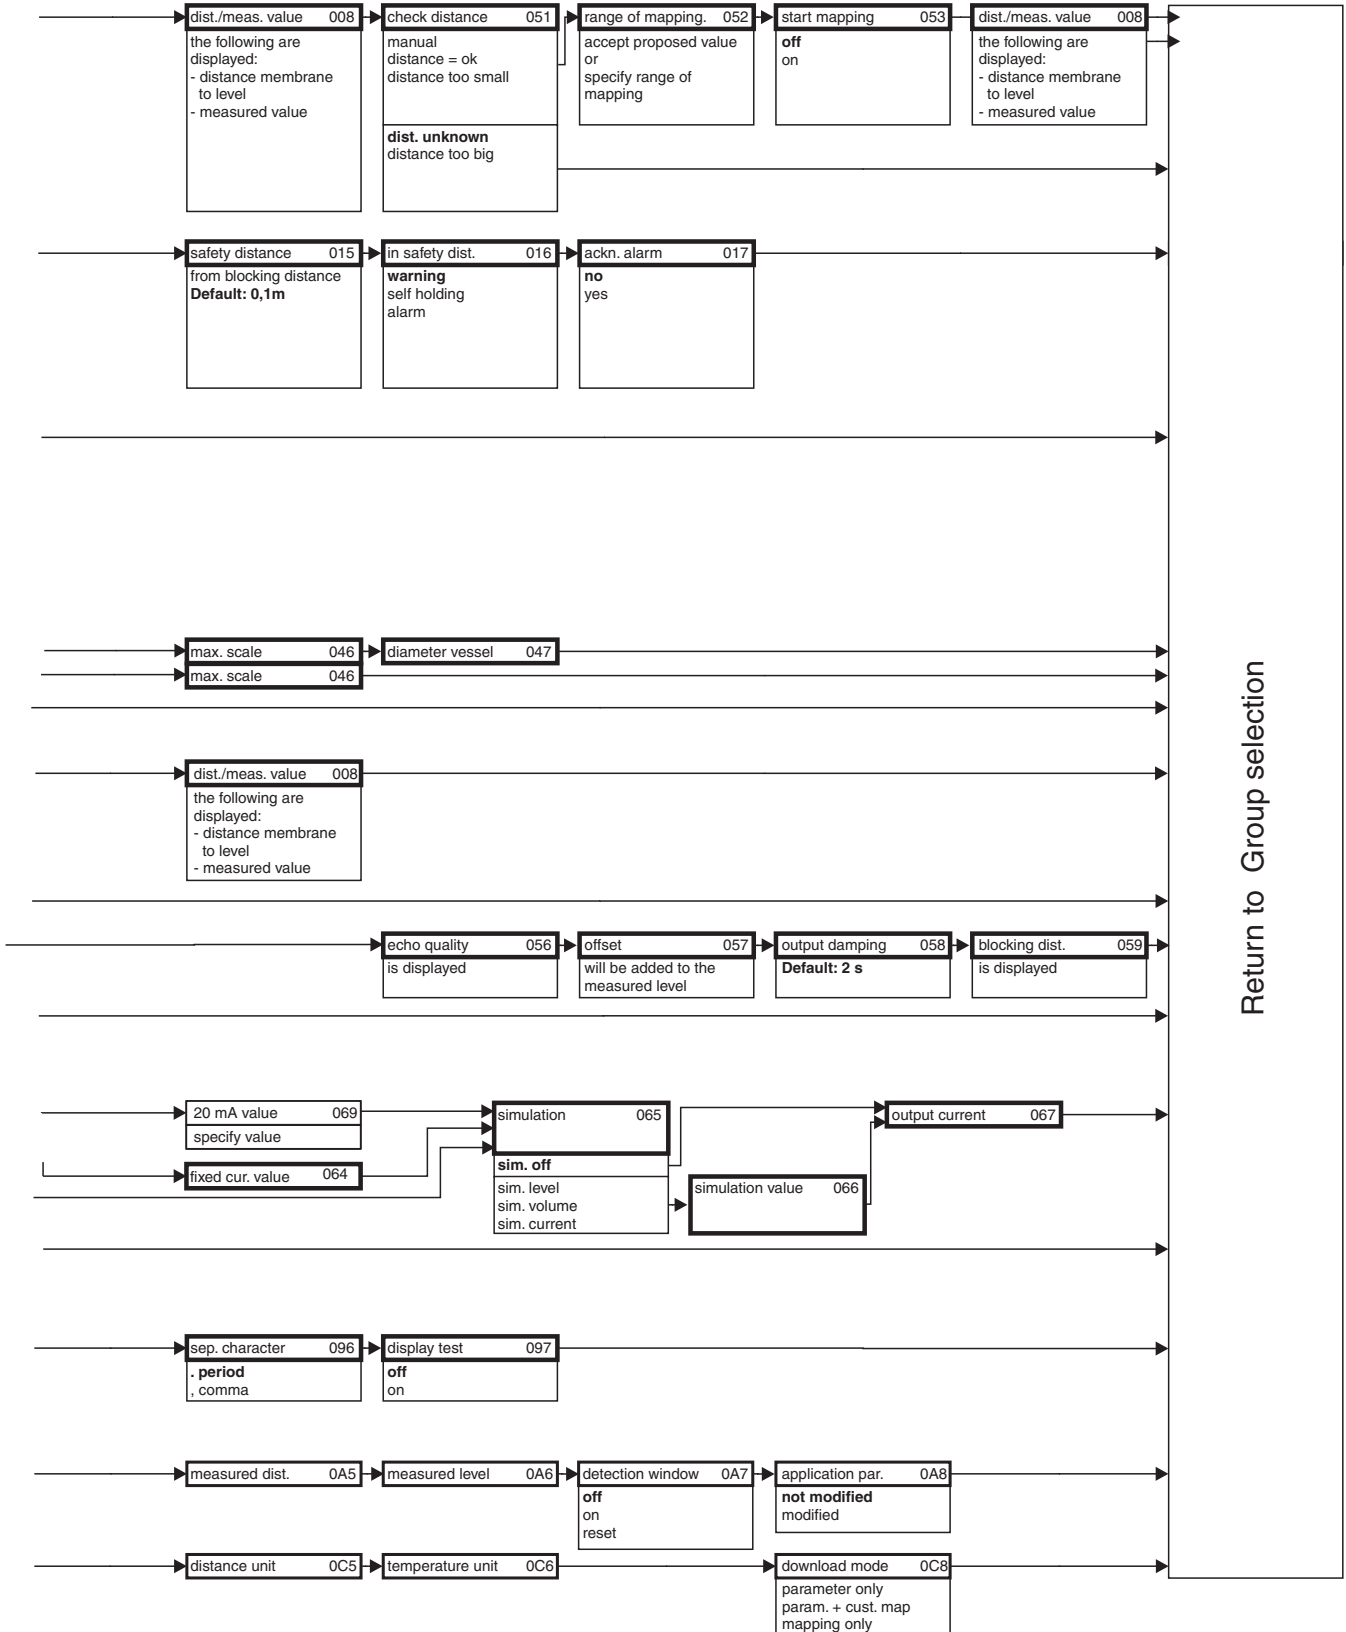 dist./meas. value 008
the following are
displayed:
- distance membrane
to level
- measured value
check distance 051
manual
distance = ok
distance too small
dist. unknown
distance too big
range of mapping. 052
accept proposed value
or
specify range of
mapping
start mapping 053
off
on
dist./meas. value 008
the following are
displayed:
- distance membrane
to level
- measured value
safety distance 015
from blocking distance
Default: 0,1m
in safety dist. 016
warning
self holding
alarm
ackn. alarm 017
no
yes
max. scale 046
diameter vessel 047
max. scale 046
dist./meas. value 008
the following are
displayed:
- distance membrane
to level
- measured value
echo quality 056
is displayed
offset 057
will be added to the
measured level
output damping 058
Default: 2 s
blocking dist. 059
is displayed
20 mA value 069
specify value
fixed cur. value 064
simulation 065
sim. off
sim. level
sim. volume
sim. current
simulation value 066
output current 067
sep. character 096
. period
, comma
display test 097
off
on
measured dist. 0A5
measured level 0A6
detection window 0A7
off
on
reset
application par. 0A8
not modified
modified
distance unit 0C5
temperature unit 0C6
download mode 0C8
parameter only
param. + cust. map
mapping only
Return to Group selection